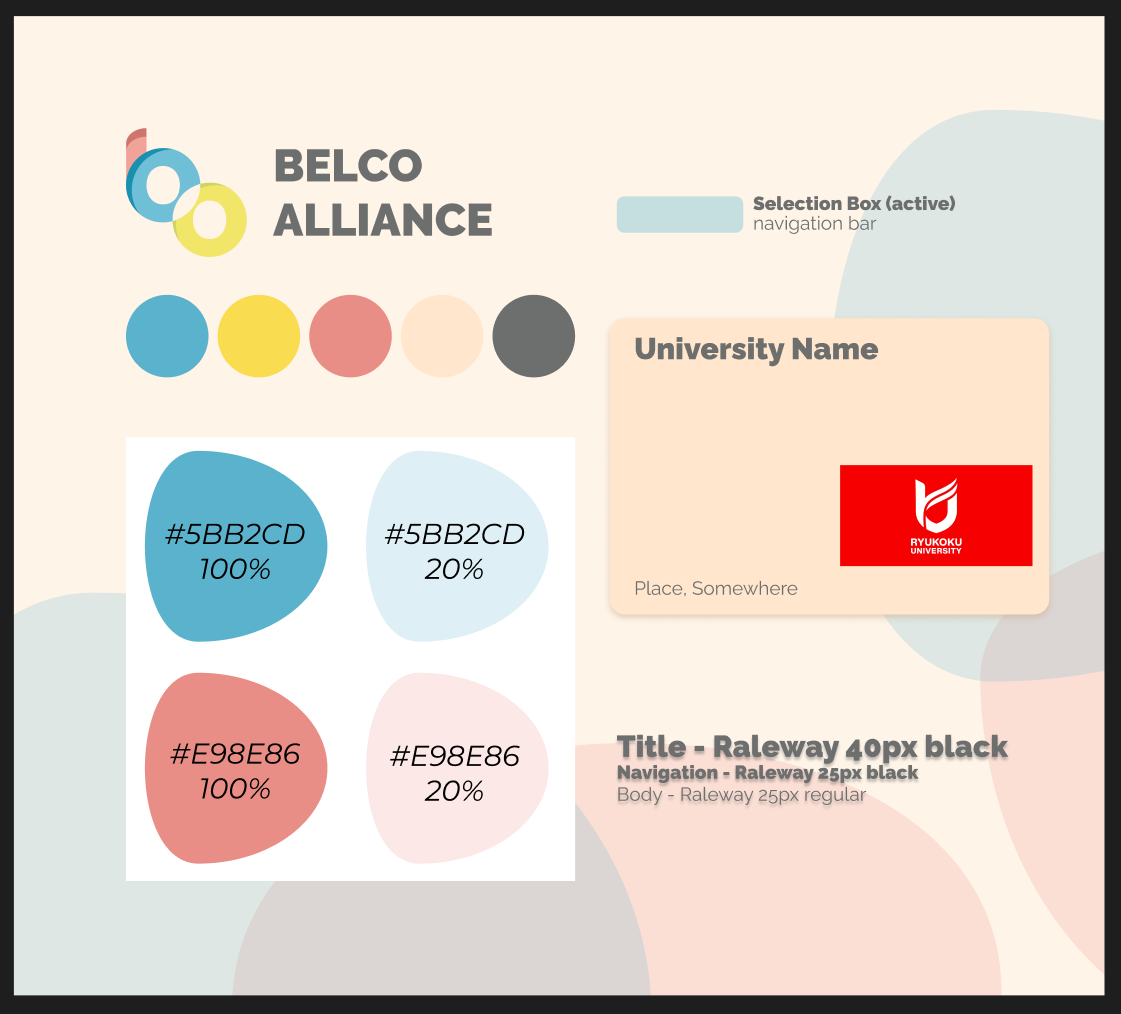 BELCO
ALLIANCE
Selection Box (active)
navigation bar
University Name
RYUKOKU
UNIVERSITY
Place, Somewhere
#5BB2CD
100%
#5BB2CD
20%
#E98E86
100%
#E98E86
20%
Title - Raleway 40px black
Navigation - Raleway 25px black
Body - Raleway 25px regular